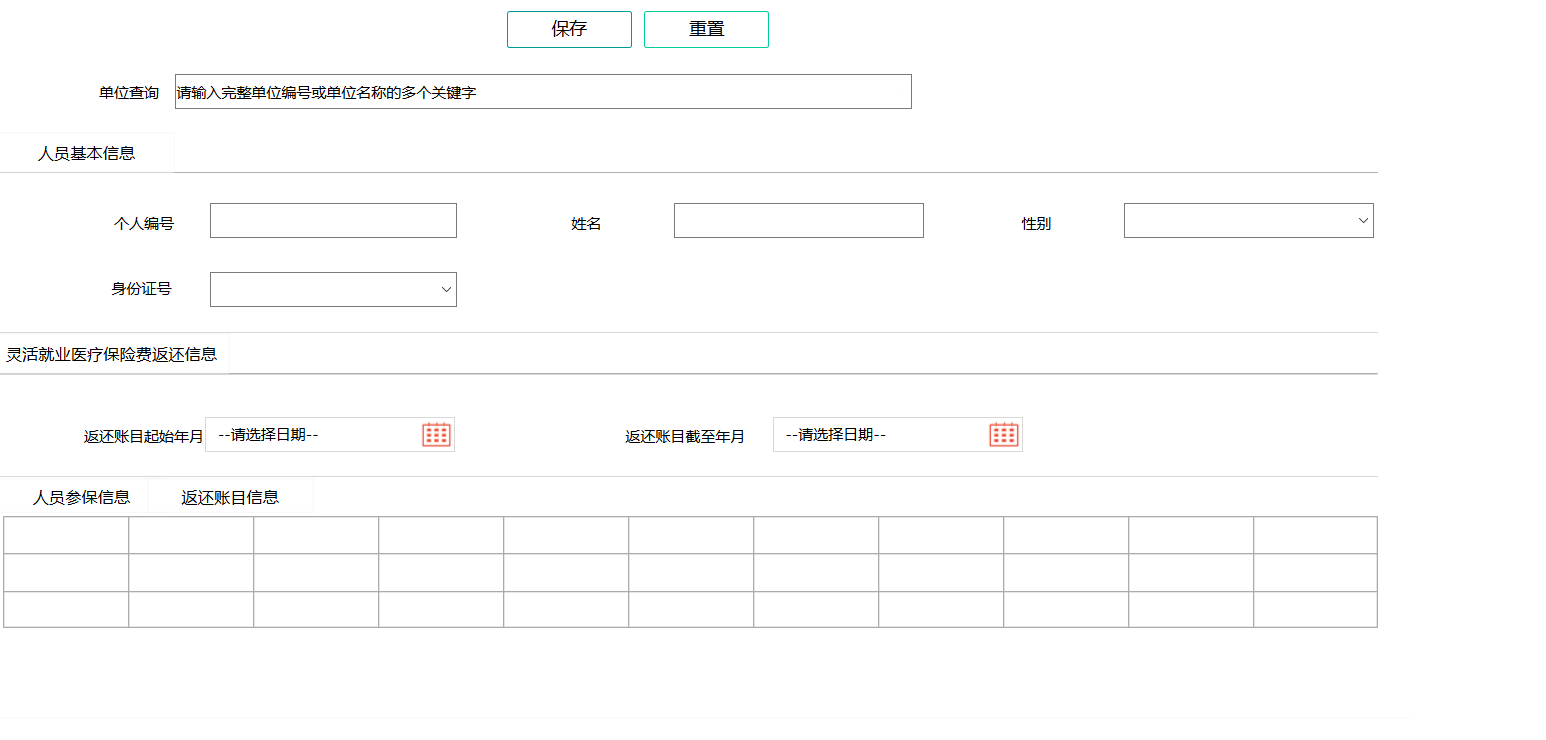 保存 重置
单位查询 请输入完整单位编号或单位名称的多个关键字
人员基本信息
个人编号 姓名 性别
身份证号
灵活就业医疗保险费返还信息
返还账目起始年月 --请选择日期-- 返还账目截至年月 --请选择日期--
人员参保信息 返还账目信息